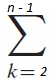 n - 1
∑
k = 2